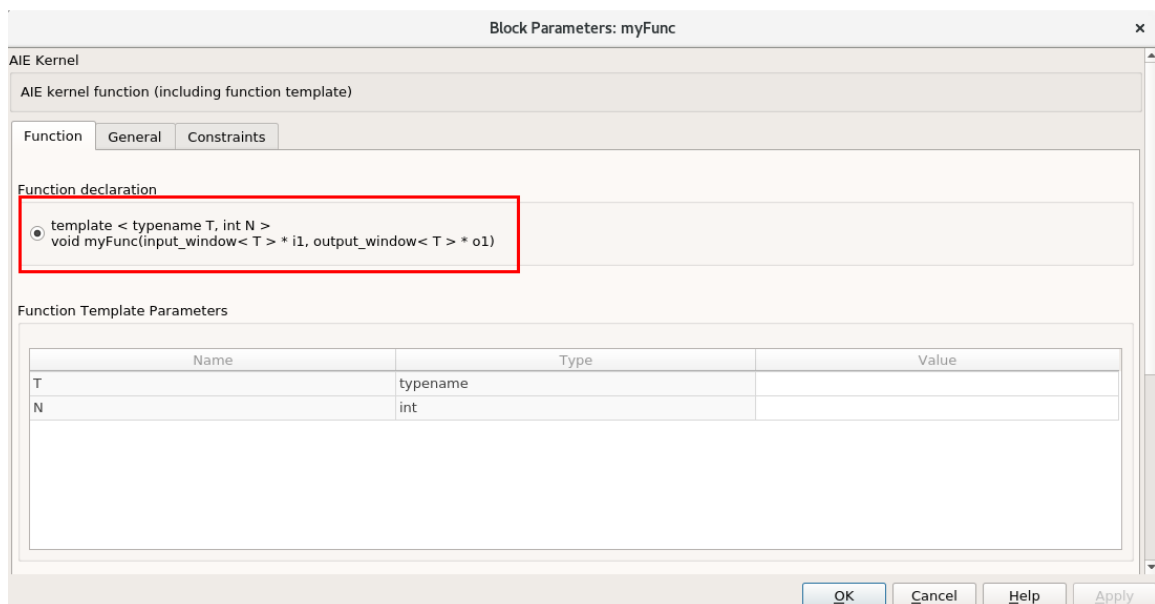 Block Parameters: myFunc
×
AIE Kernel
AIE kernel function (including function template)
Function General Constraints
Function declaration
template < typename T, int N >
void myFunc(input_window< T > * i1, output_window< T > * o1)
Function Template Parameters
Name Type Value
T typename
N int
OK Cancel Help Apply